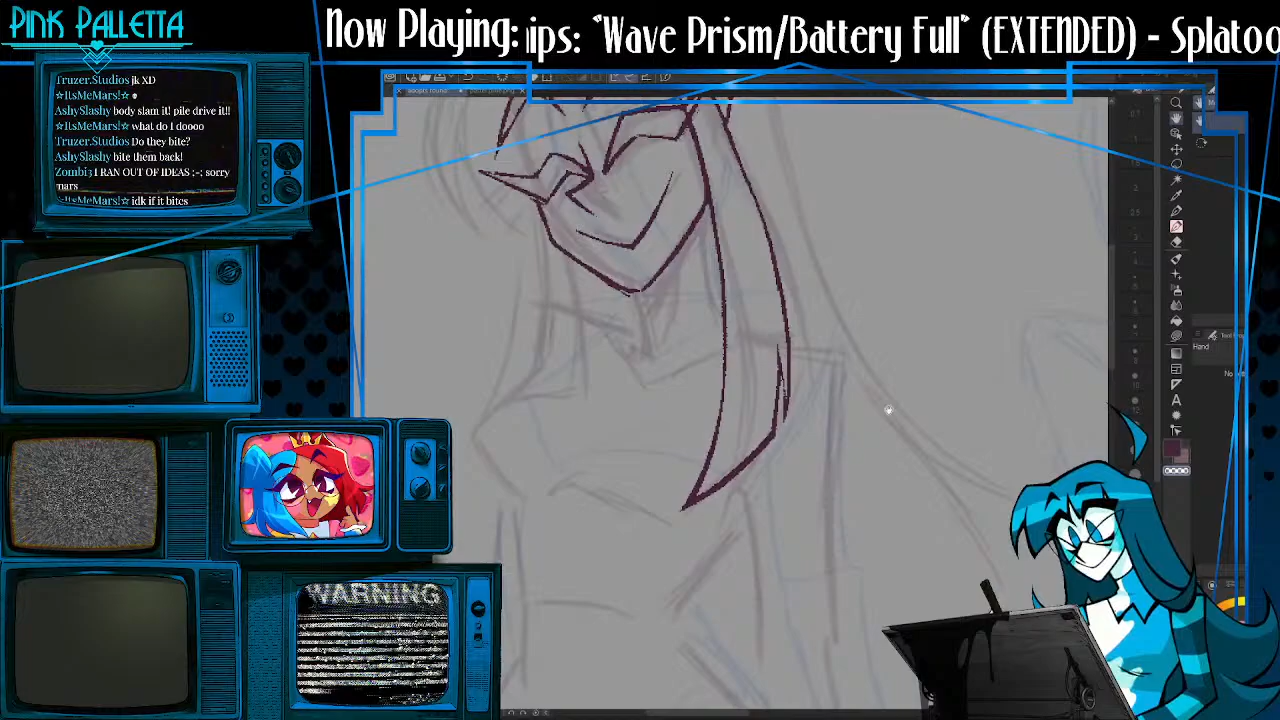 PINK PALLETTA
Now Playing: ips: "Wave Prism/Battery Full" (EXTENDED) - Splatoo
Truzer.Studios jk XD
☆ItsMeMars!☆
AshySlashy body slam it! pile drive it!!
☆ItsMeMars!☆ what do I doooo
Truzer.Studios Do they bite?
AshySlashy bite them back!
Zombi3 I RAN OUT OF IDEAS ;-; sorry
mars
☆ItsMeMars!☆ idk if it bites
WARNING
Hand